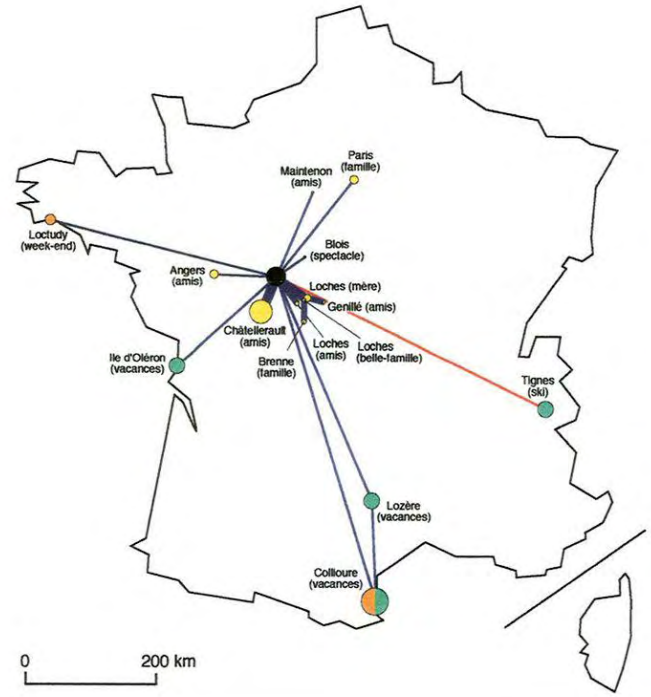 Paris
(famille)
Maintenon
(amis)
Loctudy
(week-end)
Blois
(spectacle)
Angers
(amis)
Loches (mère)
Genillé (amis)
Châtellerault
(amis)
Loches
(amis)
Loches
(belle-famille)
Brenne
(famille)
Ile d'Oléron
(vacances)
Tignes
(ski)
Lozère
(vacances)
Collioure
(vacances)
0 200 km